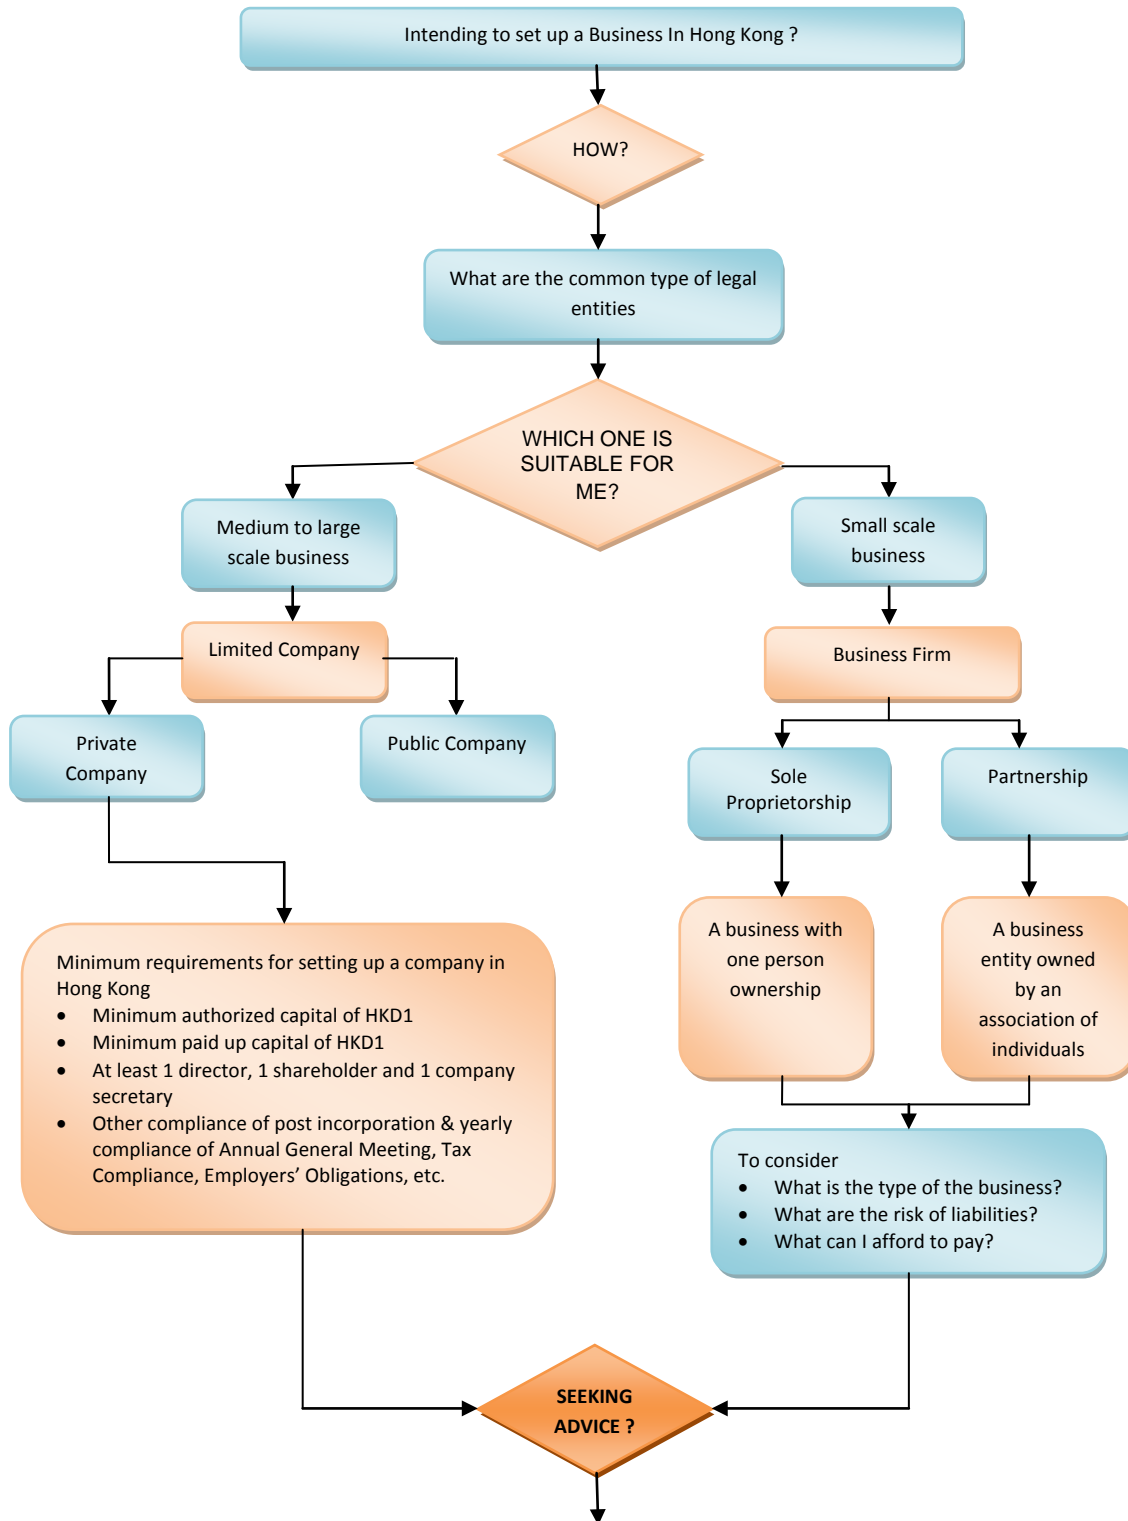 Intending to set up a Business In Hong Kong ?
HOW?
What are the common type of legal
entities
WHICH ONE IS
SUITABLE FOR
ME?
Medium to large
scale business
Small scale
business
Limited Company
Business Firm
Private
Company
Public Company
Sole
Proprietorship
Partnership
A business with
one person
ownership
A business
entity owned
by an
association of
individuals
Minimum requirements for setting up a company in
Hong Kong
• Minimum authorized capital of HKD1
• Minimum paid up capital of HKD1
• At least 1 director, 1 shareholder and 1 company
secretary
• Other compliance of post incorporation & yearly
compliance of Annual General Meeting, Tax
Compliance, Employers’ Obligations, etc.
To consider
• What is the type of the business?
• What are the risk of liabilities?
• What can I afford to pay?
SEEKING
ADVICE ?